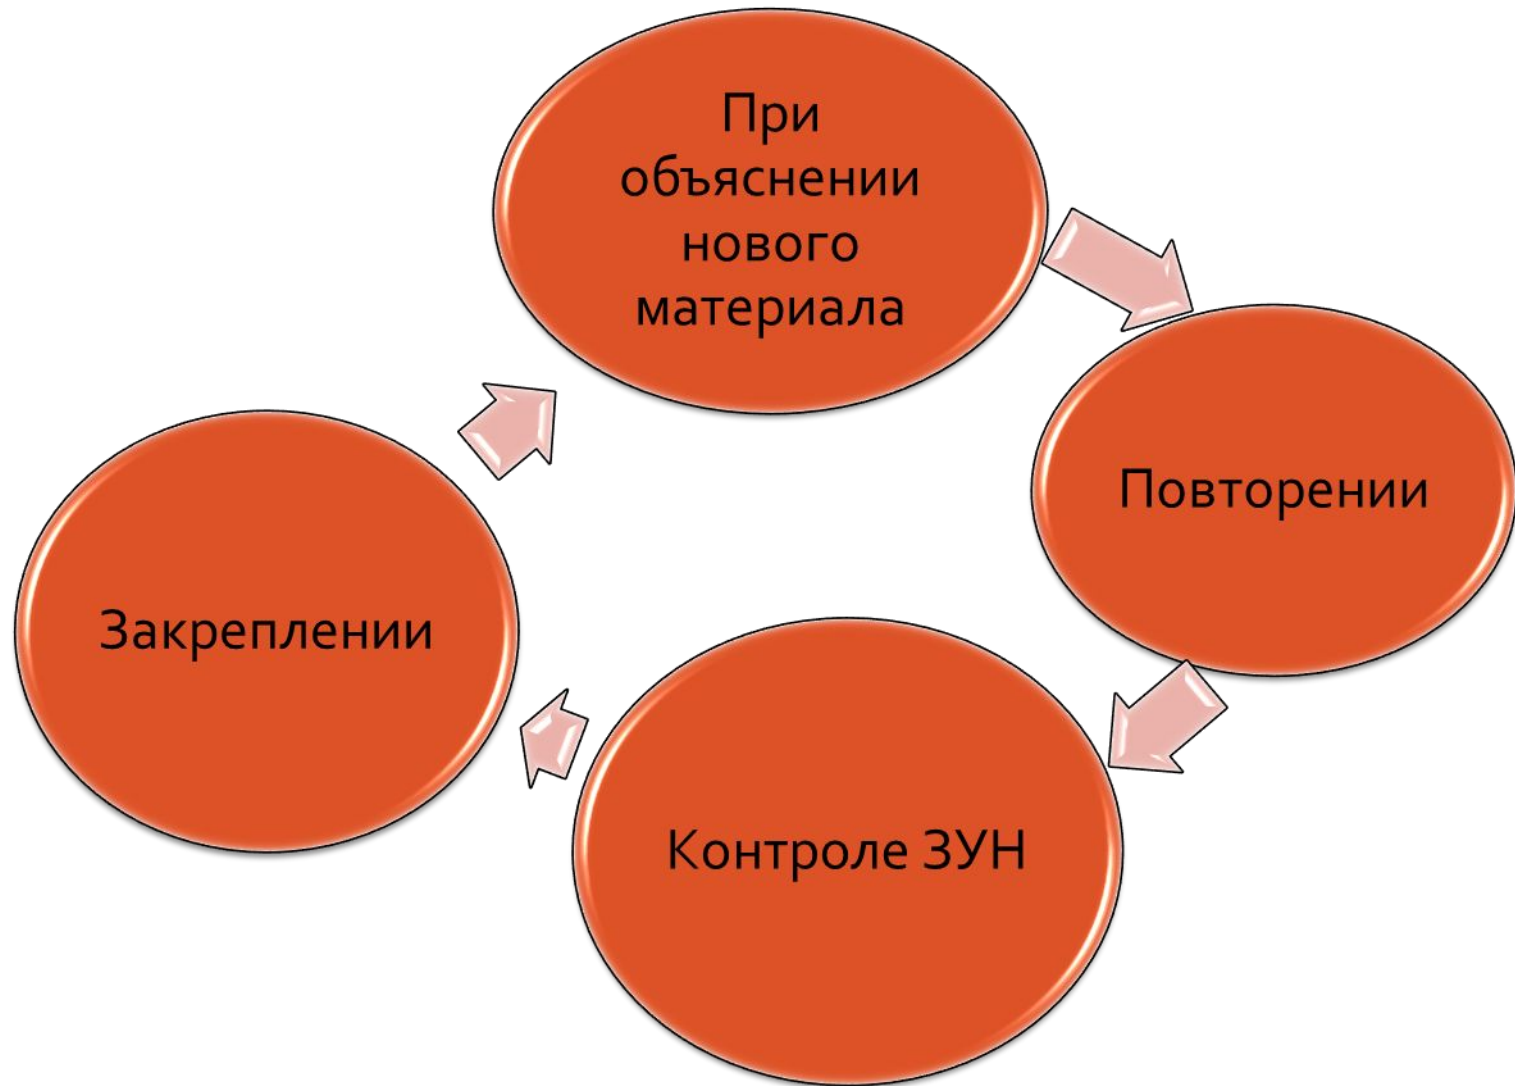 При
объяснении
нового
материала
Повторении
Контроле ЗУН
Закреплении